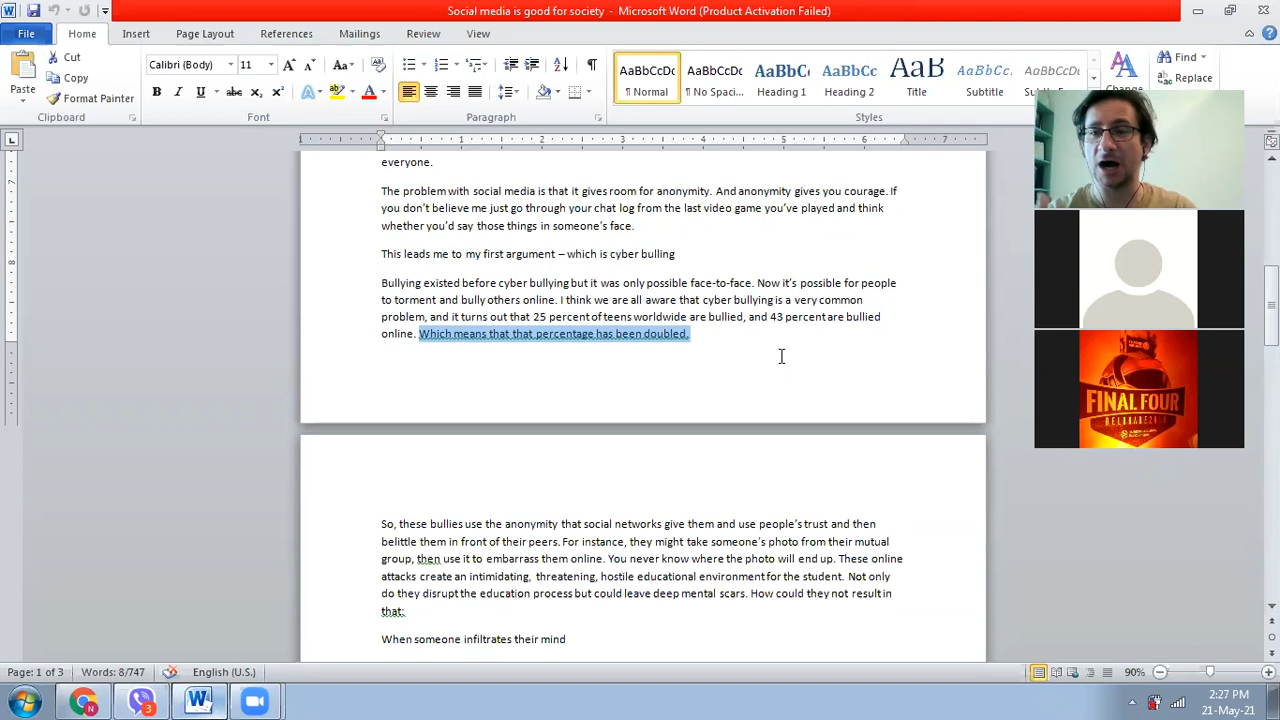 Social media is good for society - Microsoft Word (Product Activation Failed)
File Home Insert Page Layout References Mailings Review View
Paste
Cut
Copy
Format Painter
Clipboard
Calibri (Body) 11
Font
Paragraph
AaBbCcDc AaBbCcDc AaBbCc AaBbCc AaB AaBbCc. AaBbCcDc
¶ Normal ¶ No Spaci... Heading 1 Heading 2 Title Subtitle Subtle Em...
Change
Styles
Find
Replace
1 2 3 4 5 6 7
everyone.
The problem with social media is that it gives room for anonymity. And anonymity gives you courage. If
you don’t believe me just go through your chat log from the last video game you’ve played and think
whether you’d say those things in someone’s face.
This leads me to my first argument – which is cyber bulling
Bullying existed before cyber bullying but it was only possible face-to-face. Now it’s possible for people
to torment and bully others online. I think we are all aware that cyber bullying is a very common
problem, and it turns out that 25 percent of teens worldwide are bullied, and 43 percent are bullied
online. Which means that that percentage has been doubled.
So, these bullies use the anonymity that social networks give them and use people’s trust and then
belittle them in front of their peers. For instance, they might take someone’s photo from their mutual
group, then use it to embarrass them online. You never know where the photo will end up. These online
attacks create an intimidating, threatening, hostile educational environment for the student. Not only
do they disrupt the education process but could leave deep mental scars. How could they not result in
that;
When someone infiltrates their mind
FINAL FOUR
Page: 1 of 3 Words: 8/747 English (U.S.) 90%
3
2:27 PM
21-May-21